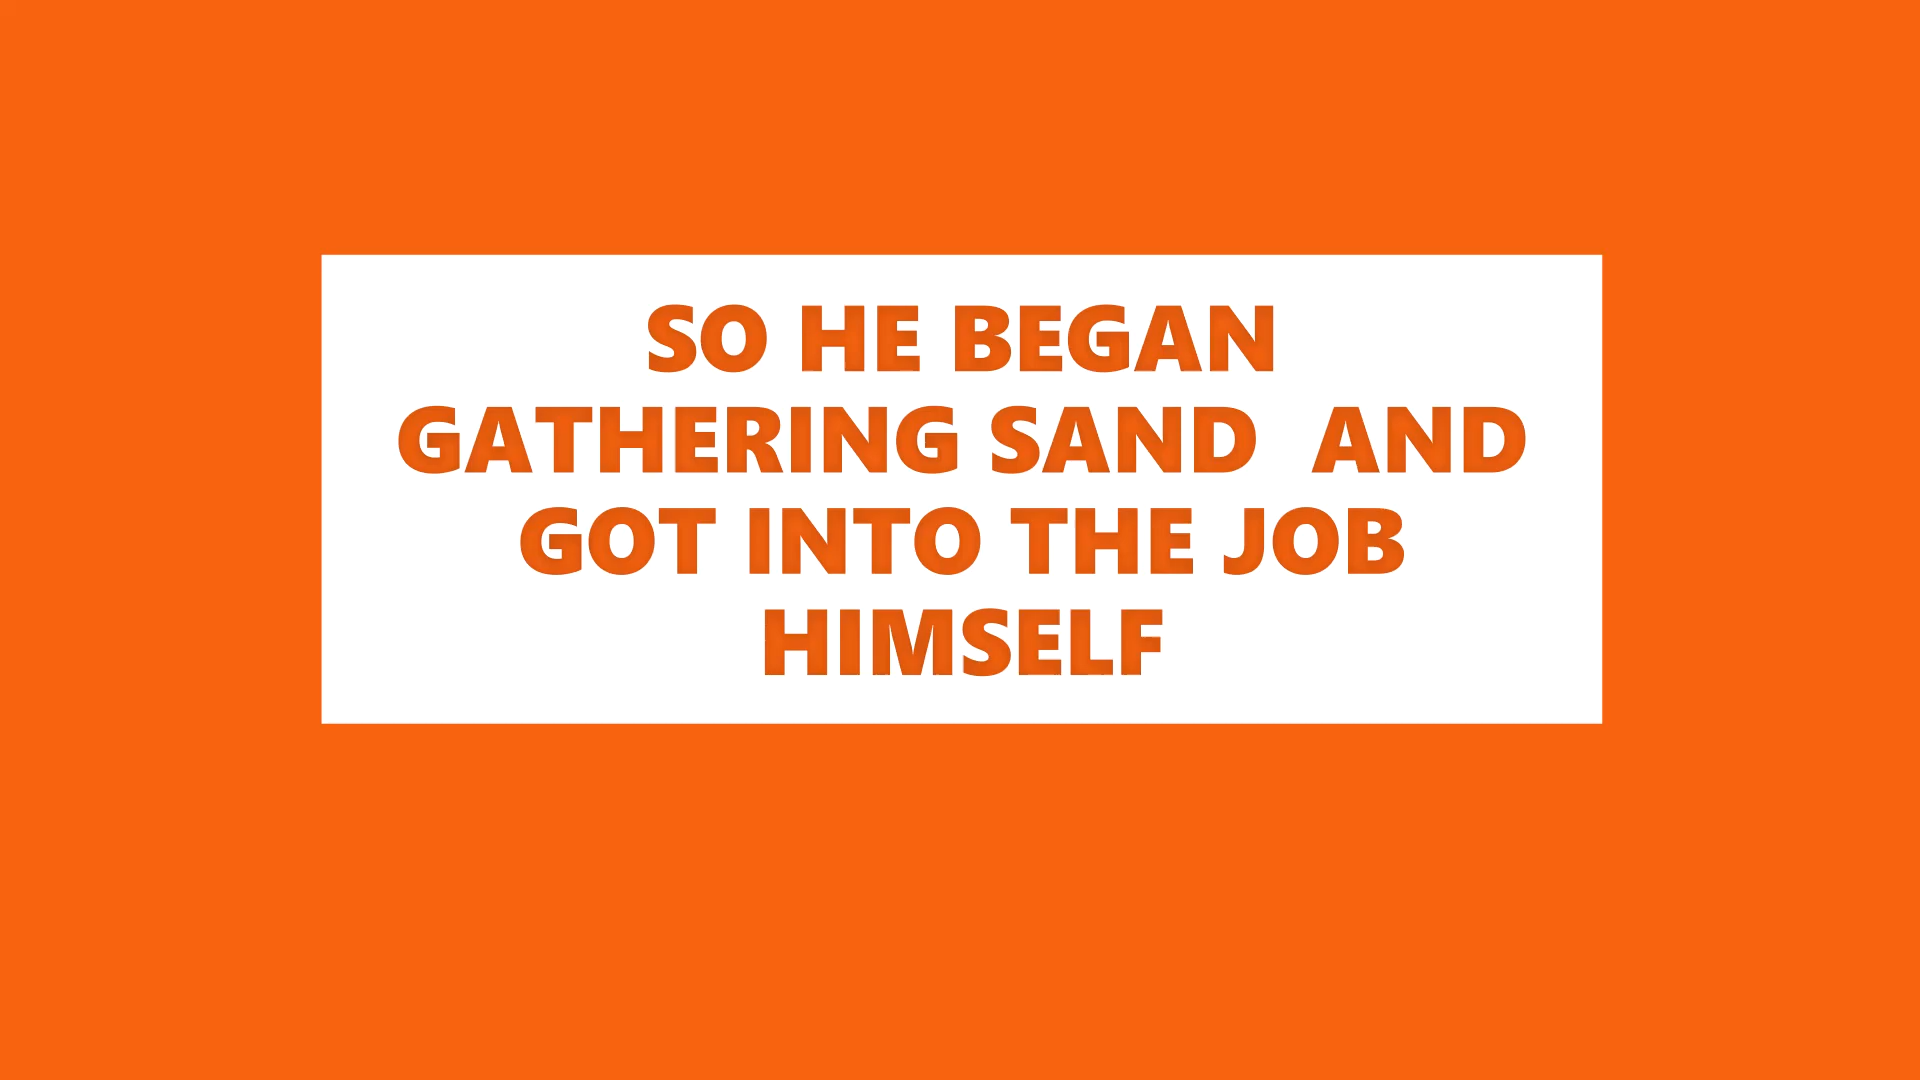 SO HE BEGAN
GATHERING SAND  AND
GOT INTO THE JOB
HIMSELF